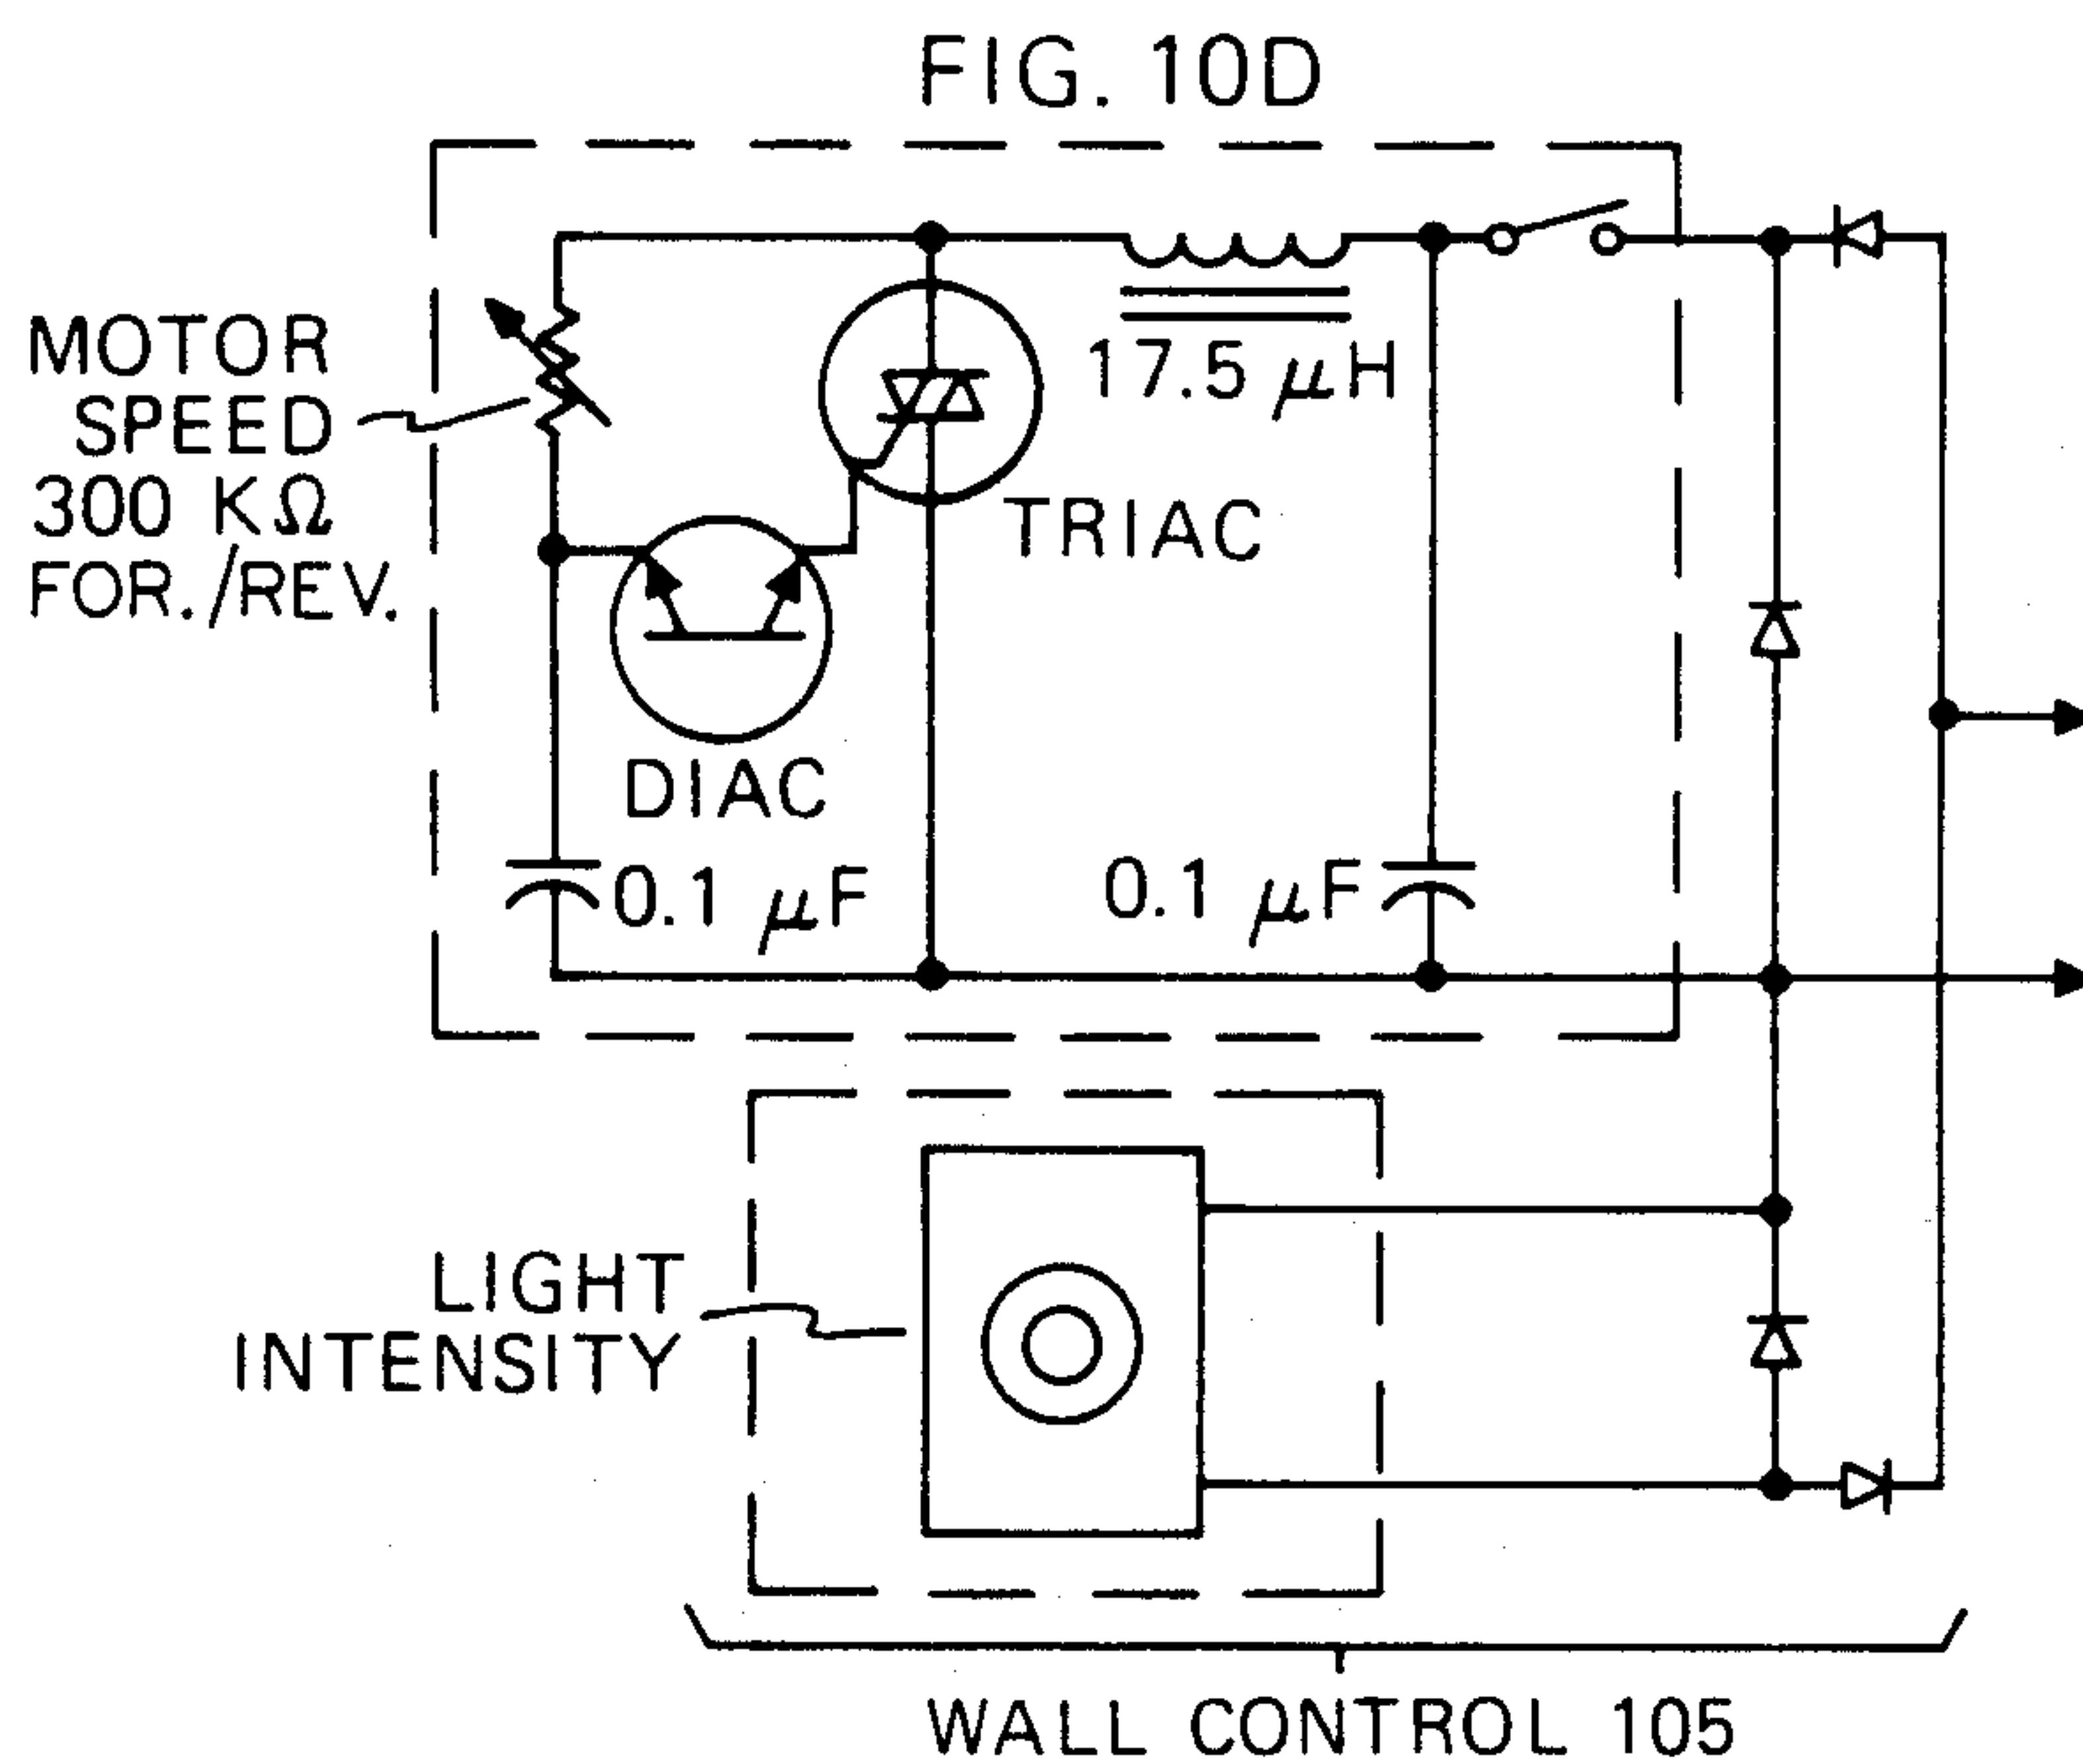 FIG. 10D
MOTOR
SPEED
300 KΩ
FOR./REV.
17.5 μH
TRIAC
DIAC
0.1 μF
0.1 μF
LIGHT
INTENSITY
WALL CONTROL 105